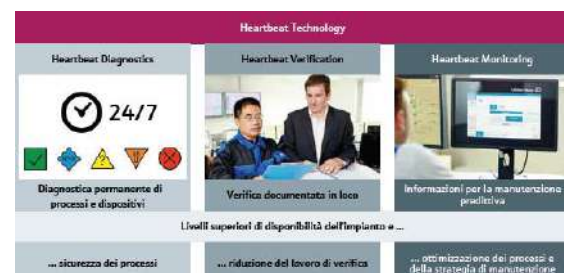 Heartbeat Technology
Heartbeat Diagnostics
Heartbeat Verification
Heartbeat Monitoring
24/7
Diagnostica permanente di
processi e dispositivi
Verifica documentata in loco
Informazioni per la manutenzione
predittiva
Livelli superiori di disponibilità dell'impianto e ...
... sicurezza dei processi
... riduzione del lavoro di verifica
... ottimizzazione dei processi e
della strategia di manutenzione